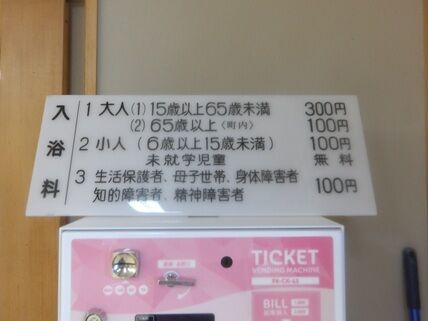 入浴料
1 大人(1) 15歳以上65歳未満 300円
(2) 65歳以上(町内) 100円
2 小人(6歳以上15歳未満) 100円
未就学児童 無料
3 生活保護者、母子世帯、身体障害者
知的障害者、精神障害者 100円
TICKET
VENDING MACHINE
BILL